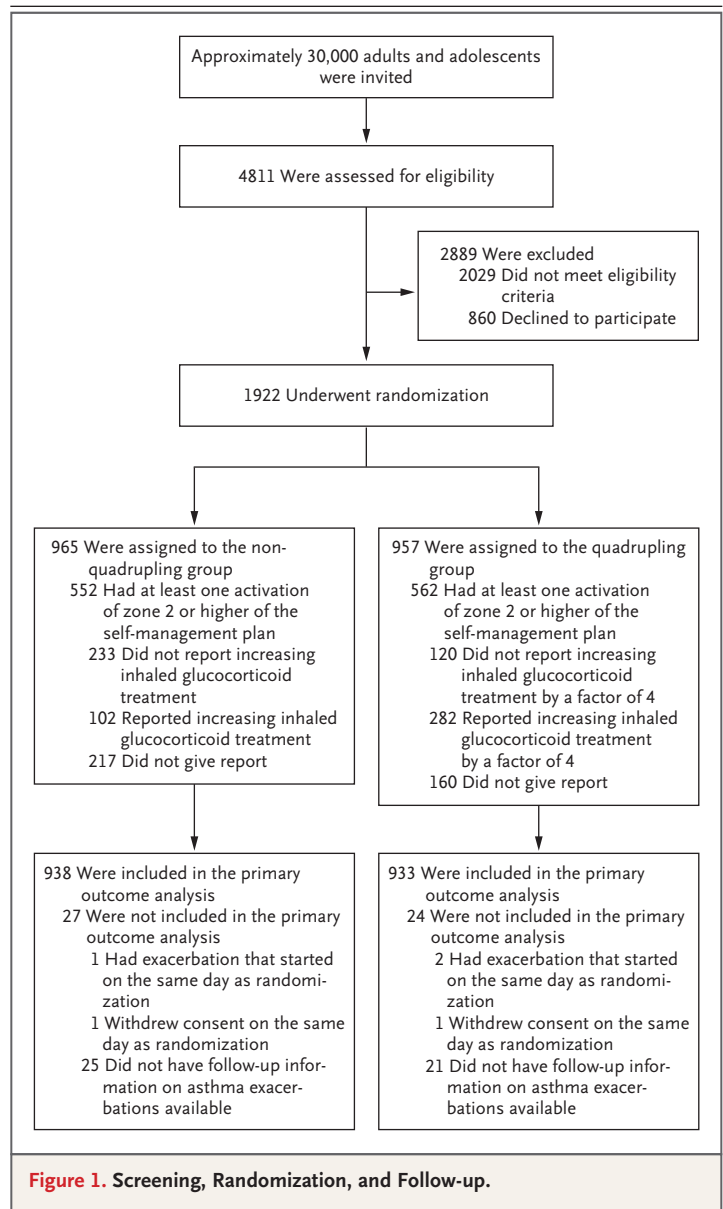 Approximately 30,000 adults and adolescents
were invited
4811 Were assessed for eligibility
2889 Were excluded
2029 Did not meet eligibility
criteria
860 Declined to participate
1922 Underwent randomization
965 Were assigned to the non-
quadrupling group
552 Had at least one activation
of zone 2 or higher of the
self-management plan
233 Did not report increasing
inhaled glucocorticoid
treatment
102 Reported increasing inhaled
glucocorticoid treatment
217 Did not give report
957 Were assigned to the quadrupling
group
562 Had at least one activation
of zone 2 or higher of the
self-management plan
120 Did not report increasing
inhaled glucocorticoid
treatment by a factor of 4
282 Reported increasing inhaled
glucocorticoid treatment
by a factor of 4
160 Did not give report
938 Were included in the primary
outcome analysis
27 Were not included in the primary
outcome analysis
1 Had exacerbation that started
on the same day as randomi-
zation
1 Withdrew consent on the same
day as randomization
25 Did not have follow-up infor-
mation on asthma exacer-
bations available
933 Were included in the primary
outcome analysis
24 Were not included in the primary
outcome analysis
2 Had exacerbation that started
on the same day as randomi-
zation
1 Withdrew consent on the same
day as randomization
21 Did not have follow-up infor-
mation on asthma exacer-
bations available
Figure 1. Screening, Randomization, and Follow-up.